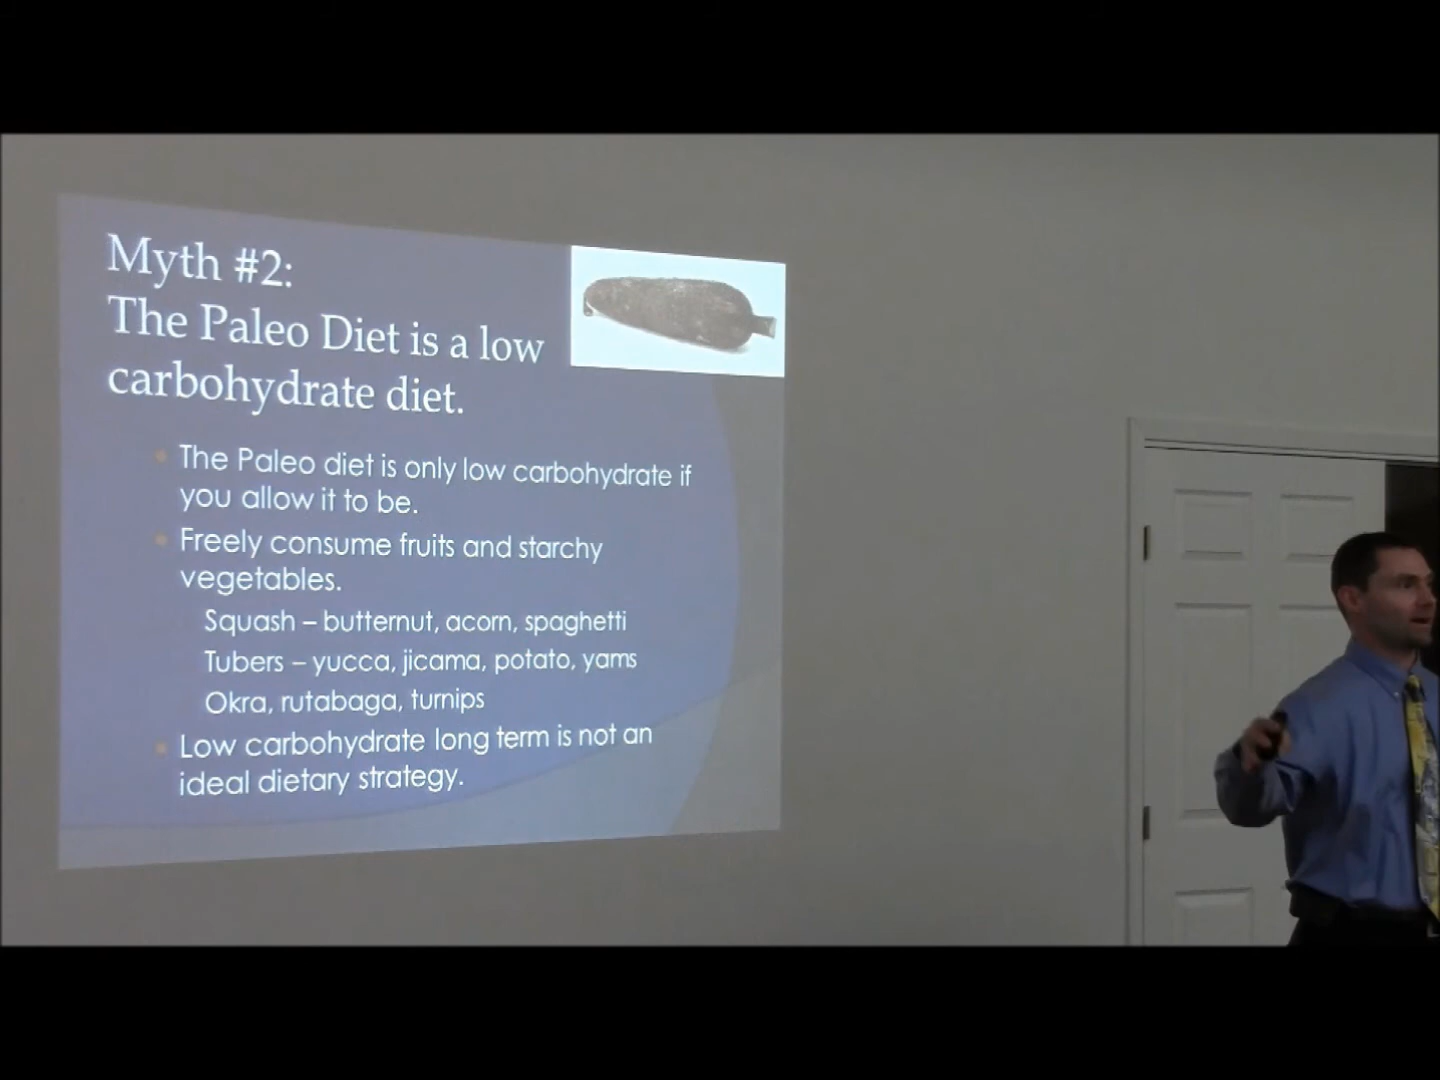 Myth #2:
The Paleo Diet is a low
carbohydrate diet.
The Paleo diet is only low carbohydrate if
you allow it to be.
Freely consume fruits and starchy
vegetables.
Squash – butternut, acorn, spaghetti
Tubers – yucca, jicama, potato, yams
Okra, rutabaga, turnips
Low carbohydrate long term is not an
ideal dietary strategy.